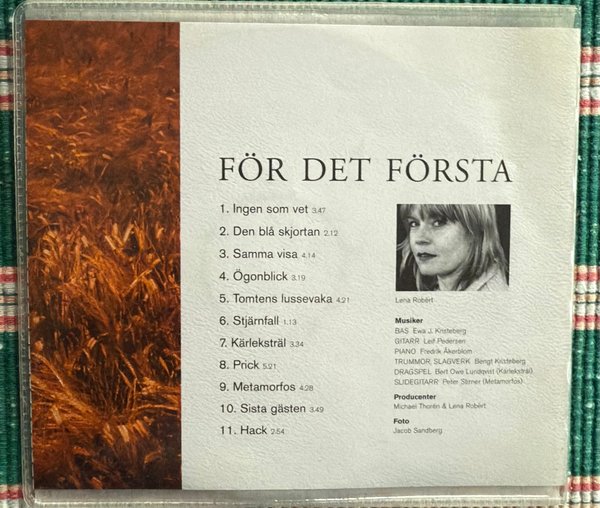 FÖR DET FÖRSTA
1. Ingen som vet 3.47
2. Den blå skjortan 2.12
3. Samma visa 4.14
4. Ögonblick 3.19
5. Tomtens lussevaka 4.21
6. Stjärnfall 1.13
7. Kärleksträl 3.34
8. Prick 5.21
9. Metamorfos 4.28
10. Sista gästen 3.49
11. Hack 2.54
Lena Robèrt
Musiker
BAS Ewa J. Kristeberg
GITARR Leif Pedersen
PIANO Fredrik Åkerblom
TRUMMOR, SLAGVERK Bengt Kristeberg
DRAGSPEL Bert Owe Lundqvist (Kärleksträl)
SLIDEGITARR Peter Stirner (Metamorfos)
Producenter
Michael Thorén & Lena Robèrt
Foto
Jacob Sandberg